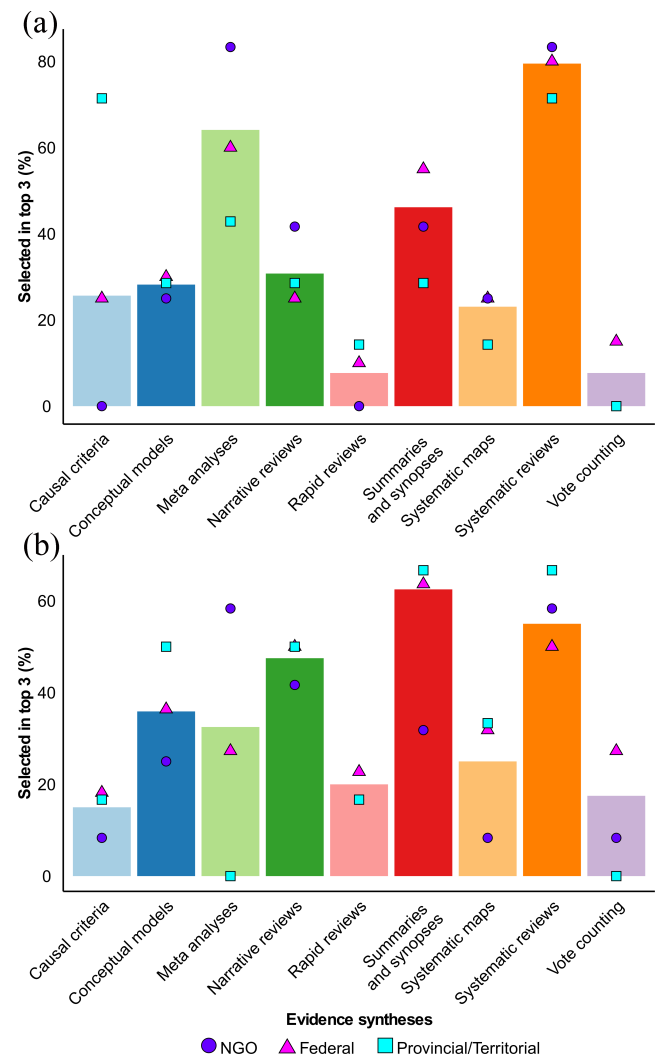 (a)
Selected in top 3 (%)
80
60
40
20
0
Causal criteria
Conceptual models
Meta analyses
Narrative reviews
Rapid reviews
Summaries
and synopses
Systematic maps
Systematic reviews
Vote counting
(b)
Selected in top 3 (%)
60
40
20
0
Causal criteria
Conceptual models
Meta analyses
Narrative reviews
Rapid reviews
Summaries
and synopses
Systematic maps
Systematic reviews
Vote counting
Evidence syntheses
NGO Federal Provincial/Territorial